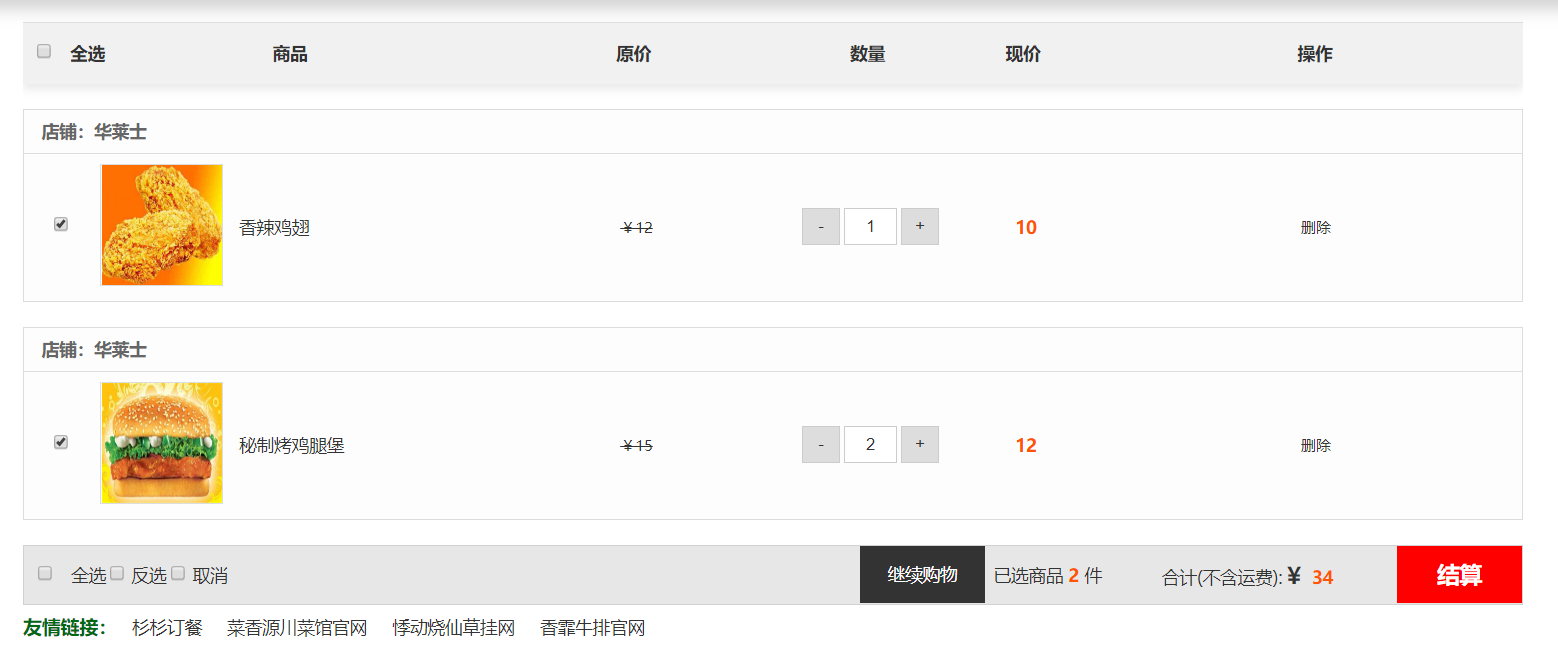 全选 商品 原价 数量 现价 操作
店铺：华莱士
香辣鸡翅 ￥12 - 1 + 10 删除
店铺：华莱士
秘制烤鸡腿堡 ￥15 - 2 + 12 删除
全选 反选 取消 继续购物 已选商品 2 件 合计(不含运费): ¥ 34 结算
友情链接： 杉杉订餐 菜香源川菜馆官网 悸动烧仙草挂网 香霏牛排官网